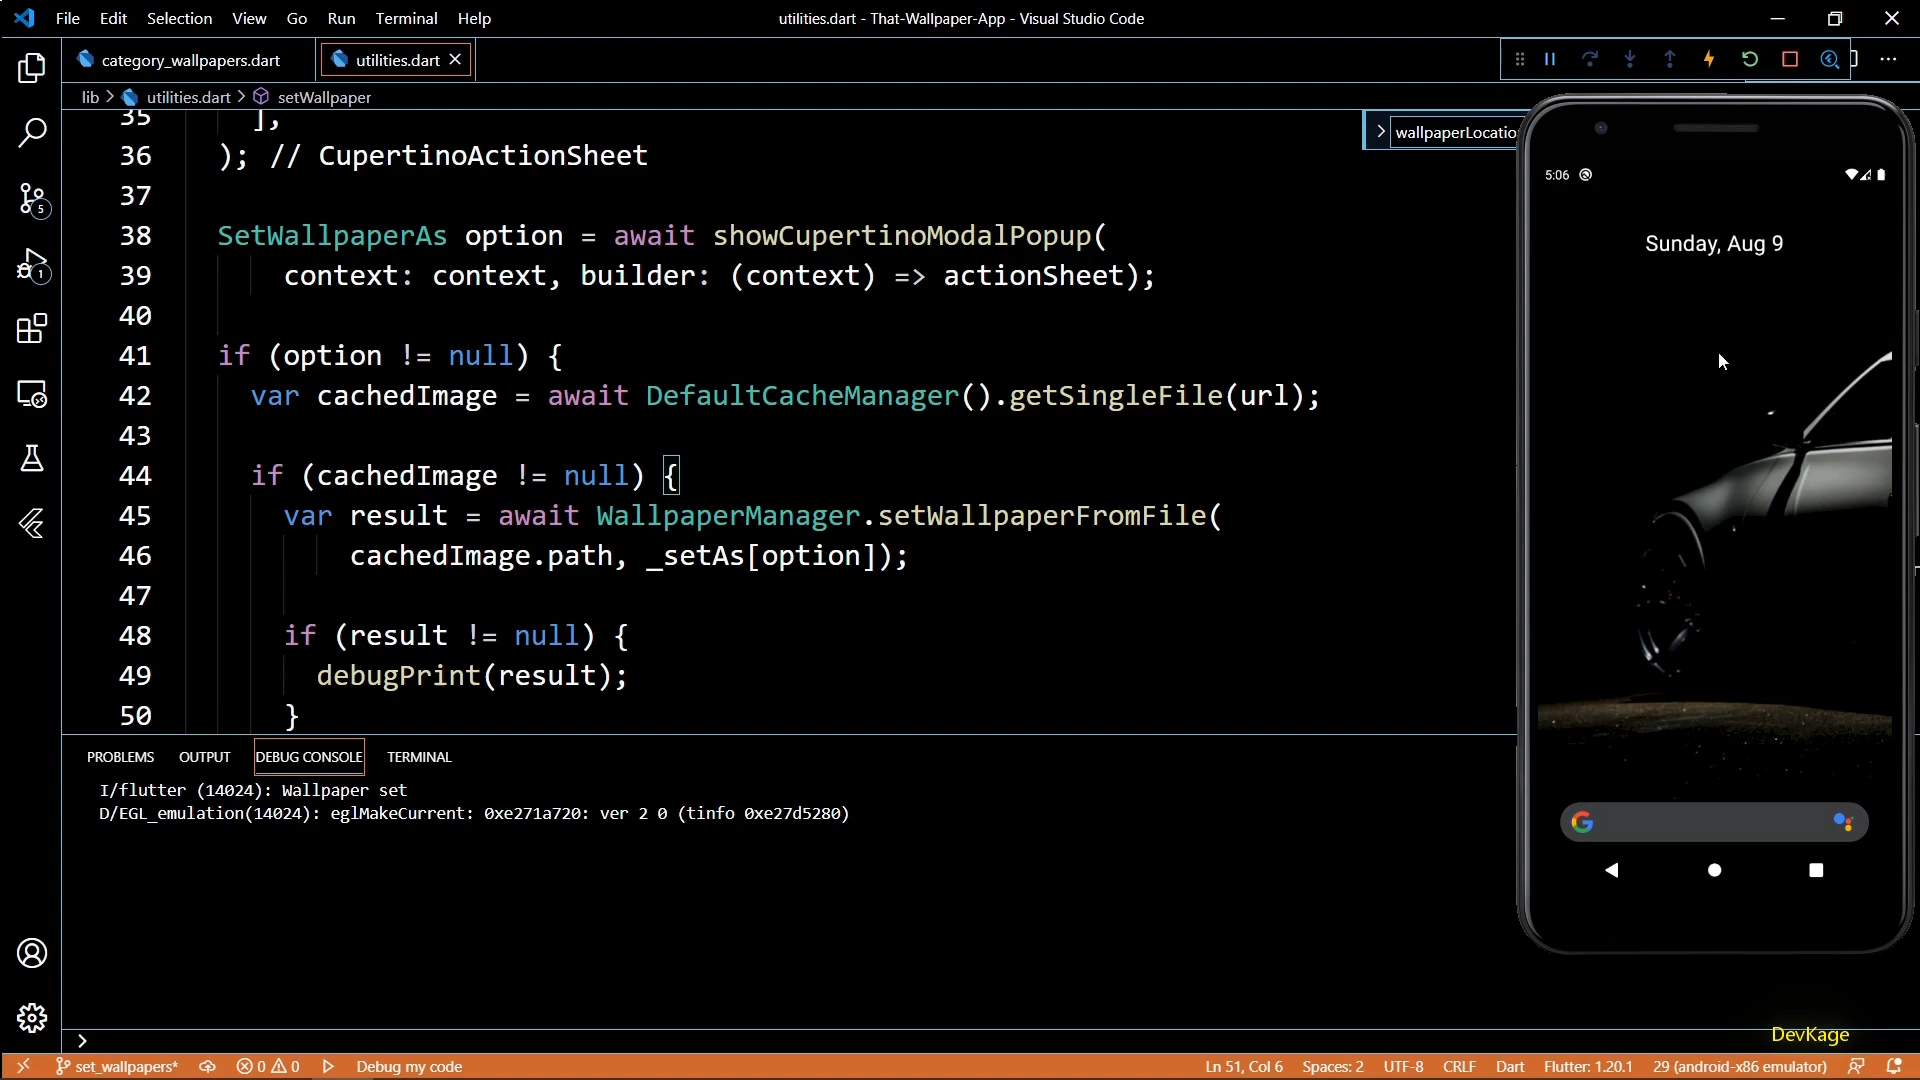 File Edit Selection View Go Run Terminal Help
utilities.dart - That-Wallpaper-App - Visual Studio Code
category_wallpapers.dart
utilities.dart
lib > utilities.dart > setWallpaper
wallpaperLocatio
35 ],
36 ); // CupertinoActionSheet
37
38 SetWallpaperAs option = await showCupertinoModalPopup(
39 context: context, builder: (context) => actionSheet);
40
41 if (option != null) {
42 var cachedImage = await DefaultCacheManager().getSingleFile(url);
43
44 if (cachedImage != null) {
45 var result = await WallpaperManager.setWallpaperFromFile(
46 cachedImage.path, _setAs[option]);
47
48 if (result != null) {
49 debugPrint(result);
50 }
PROBLEMS OUTPUT DEBUG CONSOLE TERMINAL
I/flutter (14024): Wallpaper set
D/EGL_emulation(14024): eglMakeCurrent: 0xe271a720: ver 2 0 (tinfo 0xe27d5280)
5:06
Sunday, Aug 9
G
5
1
DevKage
set_wallpapers* 0 0 Debug my code
Ln 51, Col 6 Spaces: 2 UTF-8 CRLF Dart Flutter: 1.20.1 29 (android-x86 emulator)